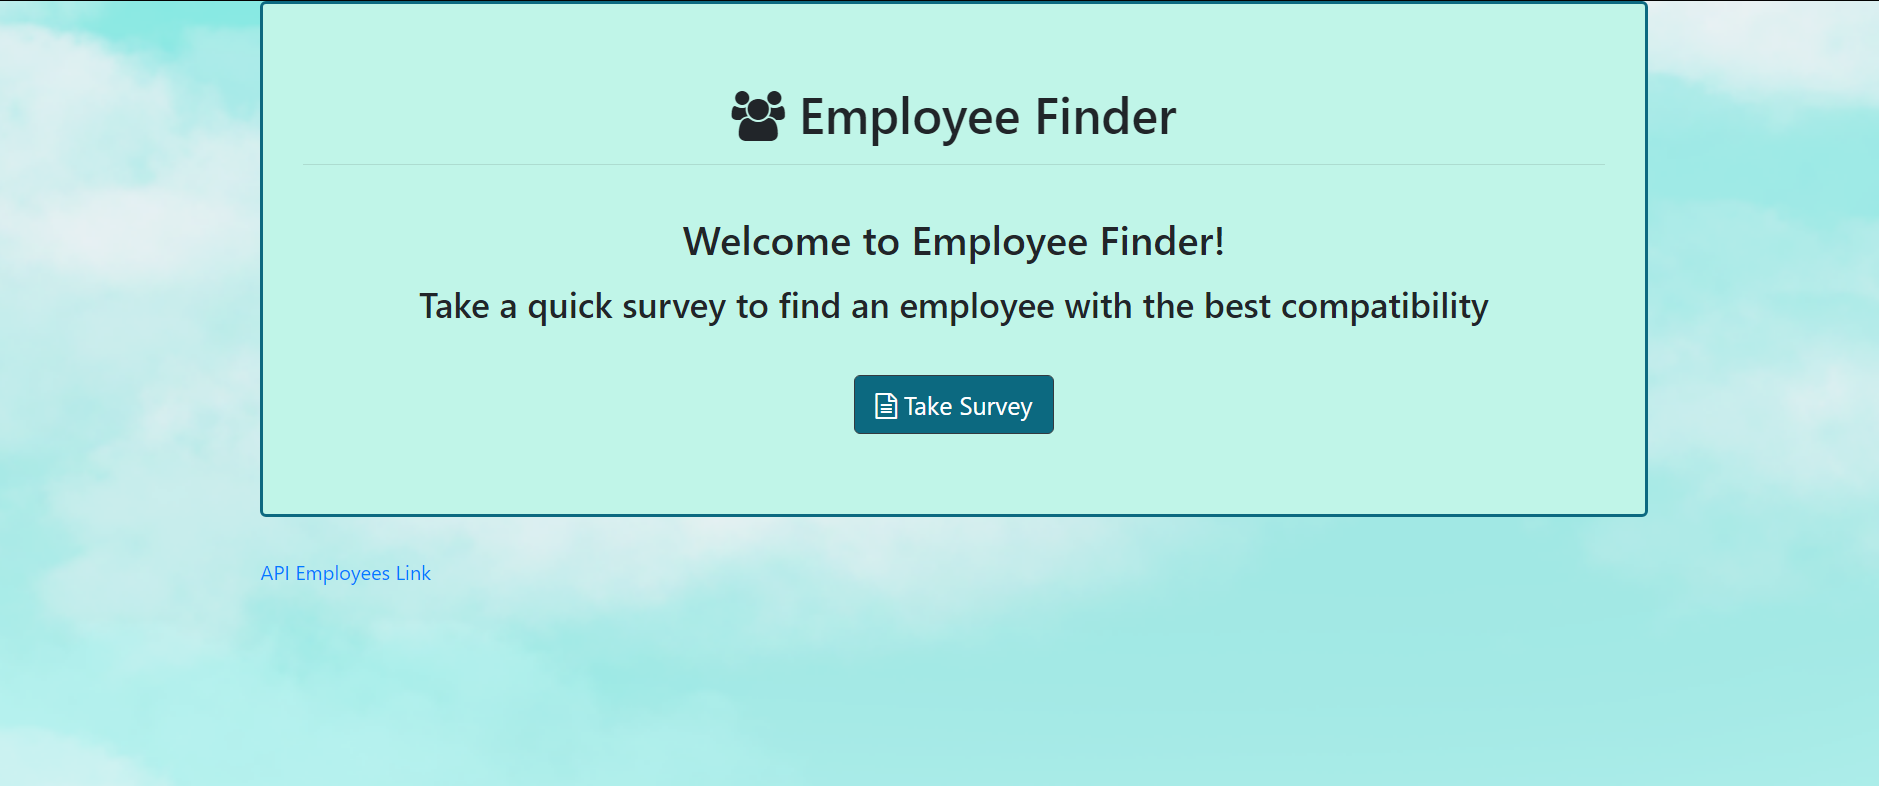 Employee Finder
Welcome to Employee Finder!
Take a quick survey to find an employee with the best compatibility
Take Survey
API Employees Link